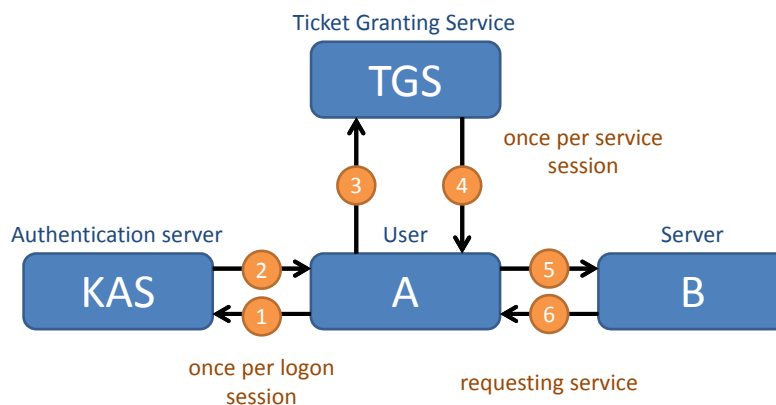 Ticket Granting Service
TGS
once per service
session
3
4
Authentication server
User
Server
KAS
2
1
A
5
6
B
once per logon
session
requesting service